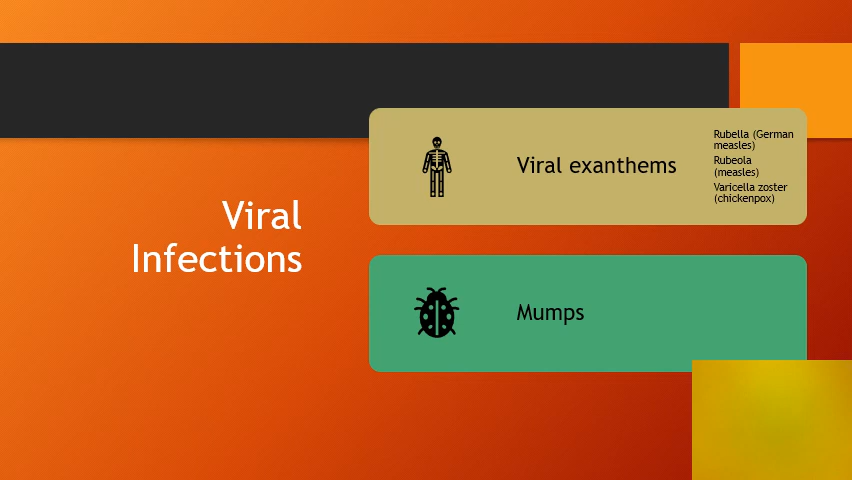 Viral
Infections
Viral exanthems
Rubella (German
measles)
Rubeola
(measles)
Varicella zoster
(chickenpox)
Mumps